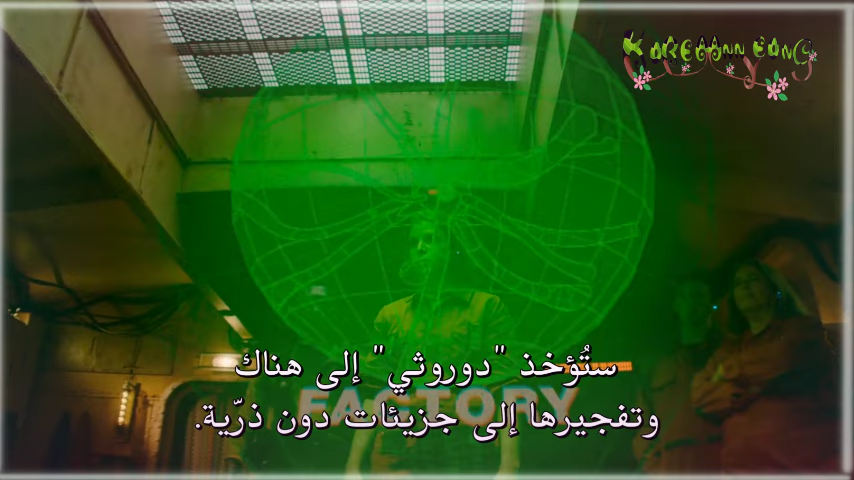 FACTORY
ستُؤخذ "دوروثي" إلى هناك
وتفجيرها إلى جزيئات دون ذرّية.